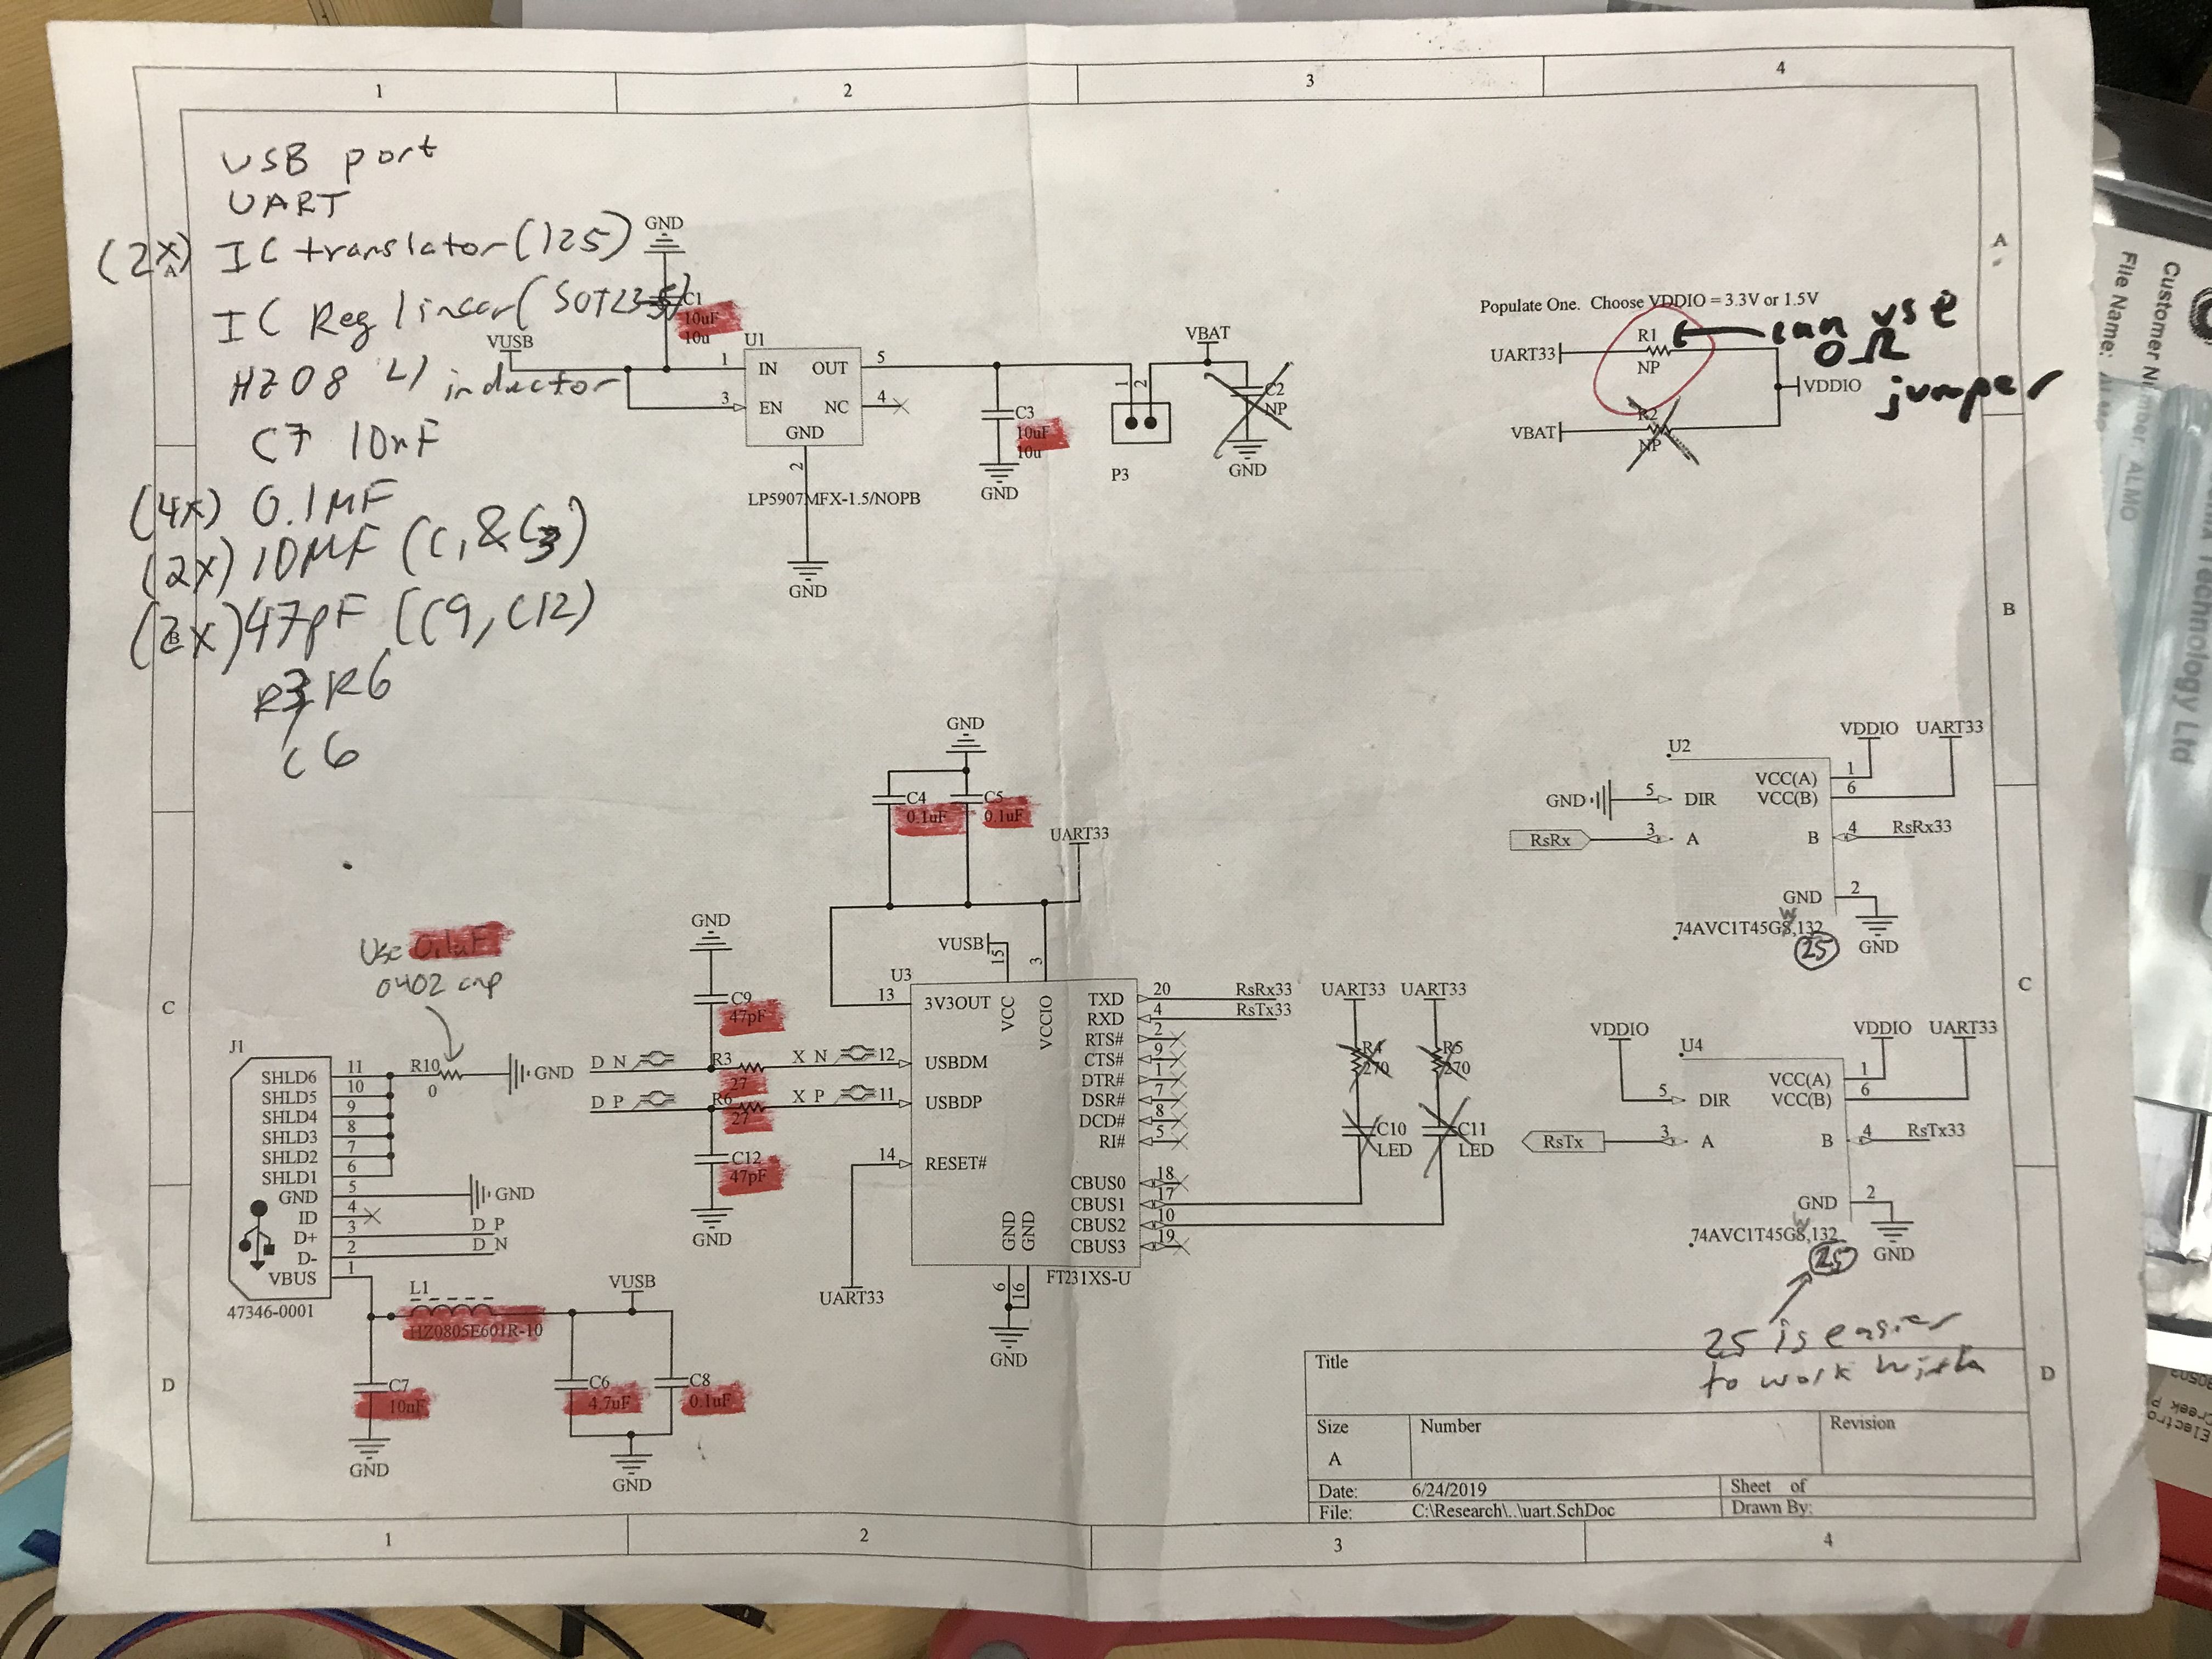 1
2
3
4
USB port
UART
(2x) IC translator (125)
IC Reg linear (SOT23-5)
HZ08 L1 inductor
C7 10nF
(4x) 0.1µF
(2x) 10µF (C1 & C3)
(2x) 47pF (C9, C12)
R3 R6
C6
A
B
C
D
GND
C1
10uF
10u
VUSB
U1
1 IN OUT 5
3 EN NC 4
GND
2
LP5907MFX-1.5/NOPB
GND
C3
10uF
10u
GND
1 2
P3
VBAT
C2
NP
GND
Populate One. Choose VDDIO = 3.3V or 1.5V
UART33
R1
NP
can use
0Ω
jumper
VDDIO
VBAT
R2
NP
A
B
C
D
GND
C4
0.1uF
C5
0.1uF
UART33
VUSB
15
3
U3
13 3V3OUT
VCC
VCCIO
12 USBDM
11 USBDP
14 RESET#
UART33
TXD 20 RsRx33
RXD 4 RsTx33
RTS# 2
CTS# 9
DTR# 1
DSR# 7
DCD# 8
RI# 5
CBUS0 18
CBUS1 17
CBUS2 10
CBUS3 19
GND
GND
6
16
FT231XS-U
GND
UART33
R4
270
C10
LED
UART33
R5
270
C11
LED
GND
C9
47pF
D N
R3
27
X N
D P
R6
27
X P
C12
47pF
GND
Use 0.1uF
0402 cap
J1
SHLD6 11
SHLD5 10
SHLD4 9
SHLD3 8
SHLD2 7
SHLD1 6
GND 5
ID 4
D+ 3
D- 2
VBUS 1
47346-0001
R10
0
GND
GND
D P
D N
L1
HZ0805E601R-10
VUSB
C7
10nF
GND
C6
4.7uF
C8
0.1uF
GND
U2
VDDIO UART33
VCC(A) 1
VCC(B) 6
GND 5 DIR
RsRx 3 A
B 4 RsRx33
GND 2
W
74AVC1T45GS,132
25
GND
U4
VDDIO
VDDIO UART33
VCC(A) 1
VCC(B) 6
5 DIR
RsTx 3 A
B 4 RsTx33
GND 2
W
74AVC1T45GS,132
25
GND
25 is easier
to work with
Title
Size
A
Number
Revision
Date: 6/24/2019
Sheet of
File: C:\Research\..\uart.SchDoc
Drawn By:
1
2
3
4
Technology Ltd